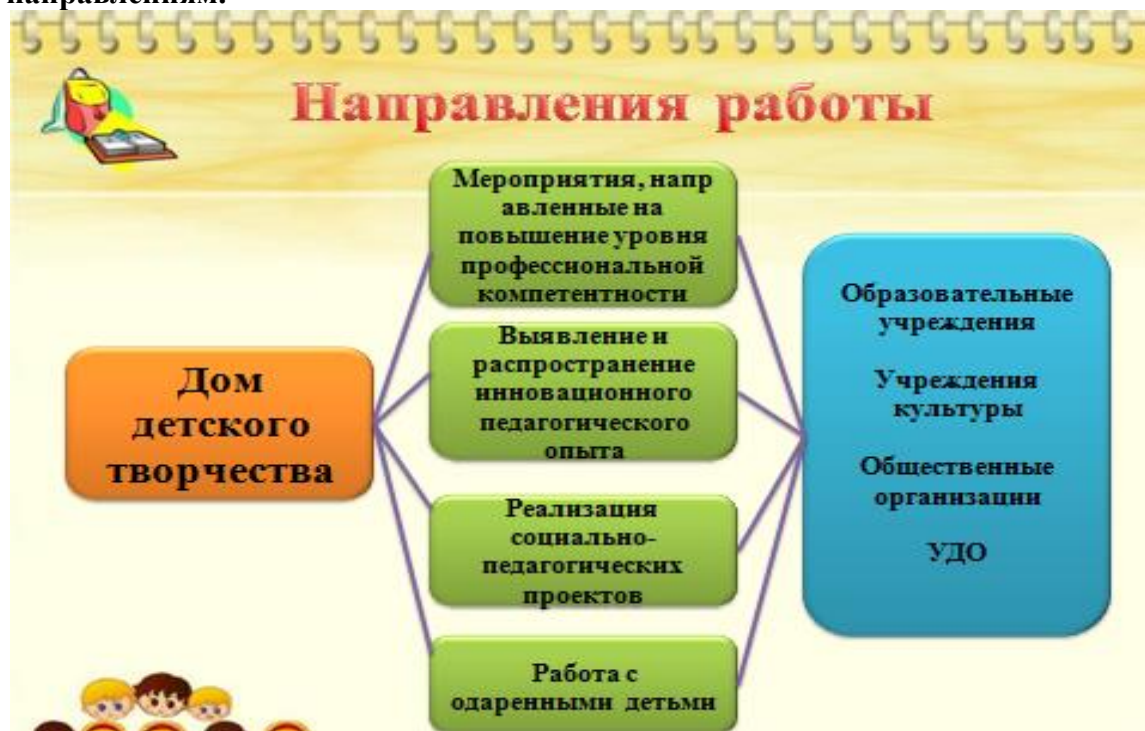 направлениям:
Направления работы
Мероприятия, напр
авленные на
повышение уровня
профессиональной
компетентности
Выявление и
распространение
инновационного
педагогического
опыта
Реализация
социально-
педагогических
проектов
Работа с
одаренными детьми
Дом
детского
творчества
Образовательные
учреждения
Учреждения
культуры
Общественные
организации
УДО